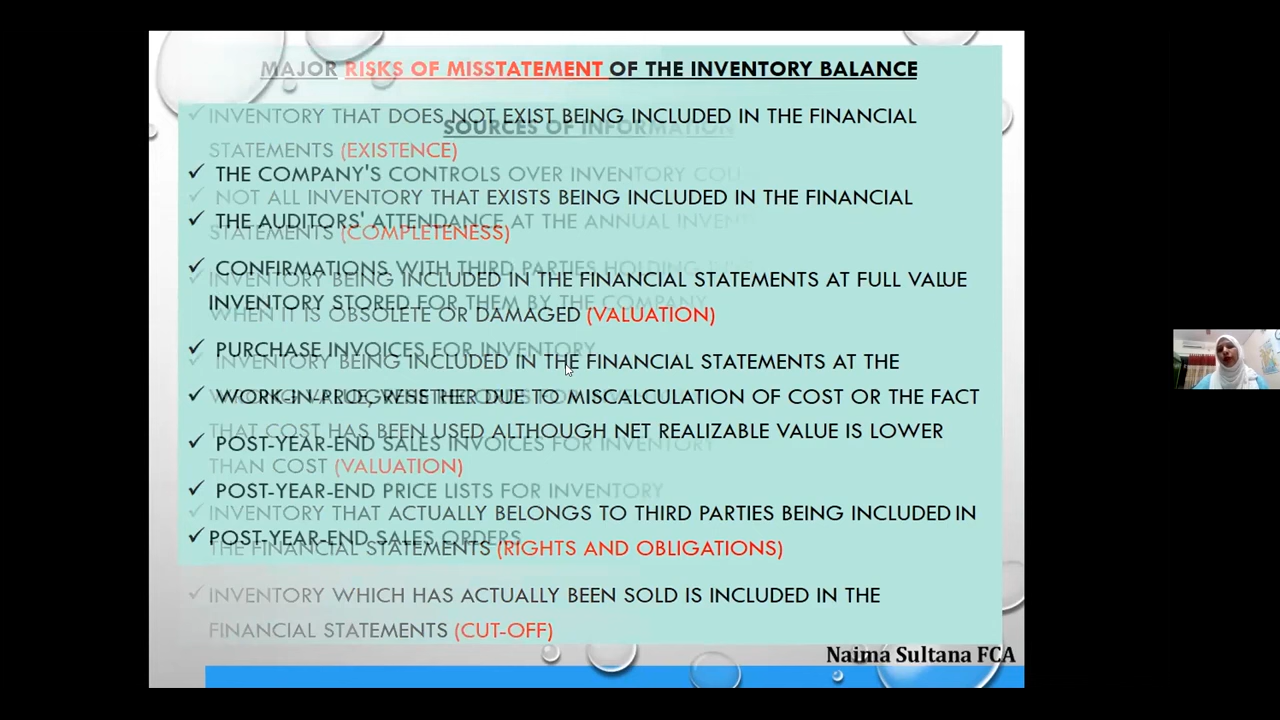 MAJOR RISKS OF MISSTATEMENT OF THE INVENTORY BALANCE
✓ INVENTORY THAT DOES NOT EXIST BEING INCLUDED IN THE FINANCIAL
STATEMENTS (EXISTENCE)
✓ NOT ALL INVENTORY THAT EXISTS BEING INCLUDED IN THE FINANCIAL
STATEMENTS (COMPLETENESS)
✓ INVENTORY BEING INCLUDED IN THE FINANCIAL STATEMENTS AT FULL VALUE
WHEN IT IS OBSOLETE OR DAMAGED (VALUATION)
✓ INVENTORY BEING INCLUDED IN THE FINANCIAL STATEMENTS AT THE
VALUE, WHETHER DUE TO MISCALCULATION OF COST OR THE FACT
THAT COST HAS BEEN USED ALTHOUGH NET REALIZABLE VALUE IS LOWER
THAN COST (VALUATION)
✓ INVENTORY THAT ACTUALLY BELONGS TO THIRD PARTIES BEING INCLUDED IN
THE FINANCIAL STATEMENTS (RIGHTS AND OBLIGATIONS)
✓ INVENTORY WHICH HAS ACTUALLY BEEN SOLD IS INCLUDED IN THE
FINANCIAL STATEMENTS (CUT-OFF)
SOURCES OF INFORMATION
✓ THE COMPANY'S CONTROLS OVER INVENTORY
✓ THE AUDITORS' ATTENDANCE AT THE ANNUAL
✓ CONFIRMATIONS WITH THIRD PARTIES HOLDING
INVENTORY STORED FOR THEM BY THE COMPANY
✓ PURCHASE INVOICES FOR INVENTORY
✓ WORK-IN-PROGRESS
✓ POST-YEAR-END SALES INVOICES FOR INVENTORY
✓ POST-YEAR-END PRICE LISTS FOR INVENTORY
✓ POST-YEAR-END SALES ORDERS
Naima Sultana FCA